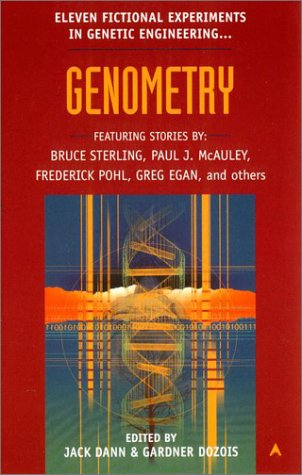 ELEVEN FICTIONAL EXPERIMENTS
IN GENETIC ENGINEERING...
GENOMETRY
FEATURING STORIES BY:
BRUCE STERLING, PAUL J. McAULEY,
FREDERICK POHL, GREG EGAN, and others
EDITED BY
JACK DANN & GARDNER DOZOIS